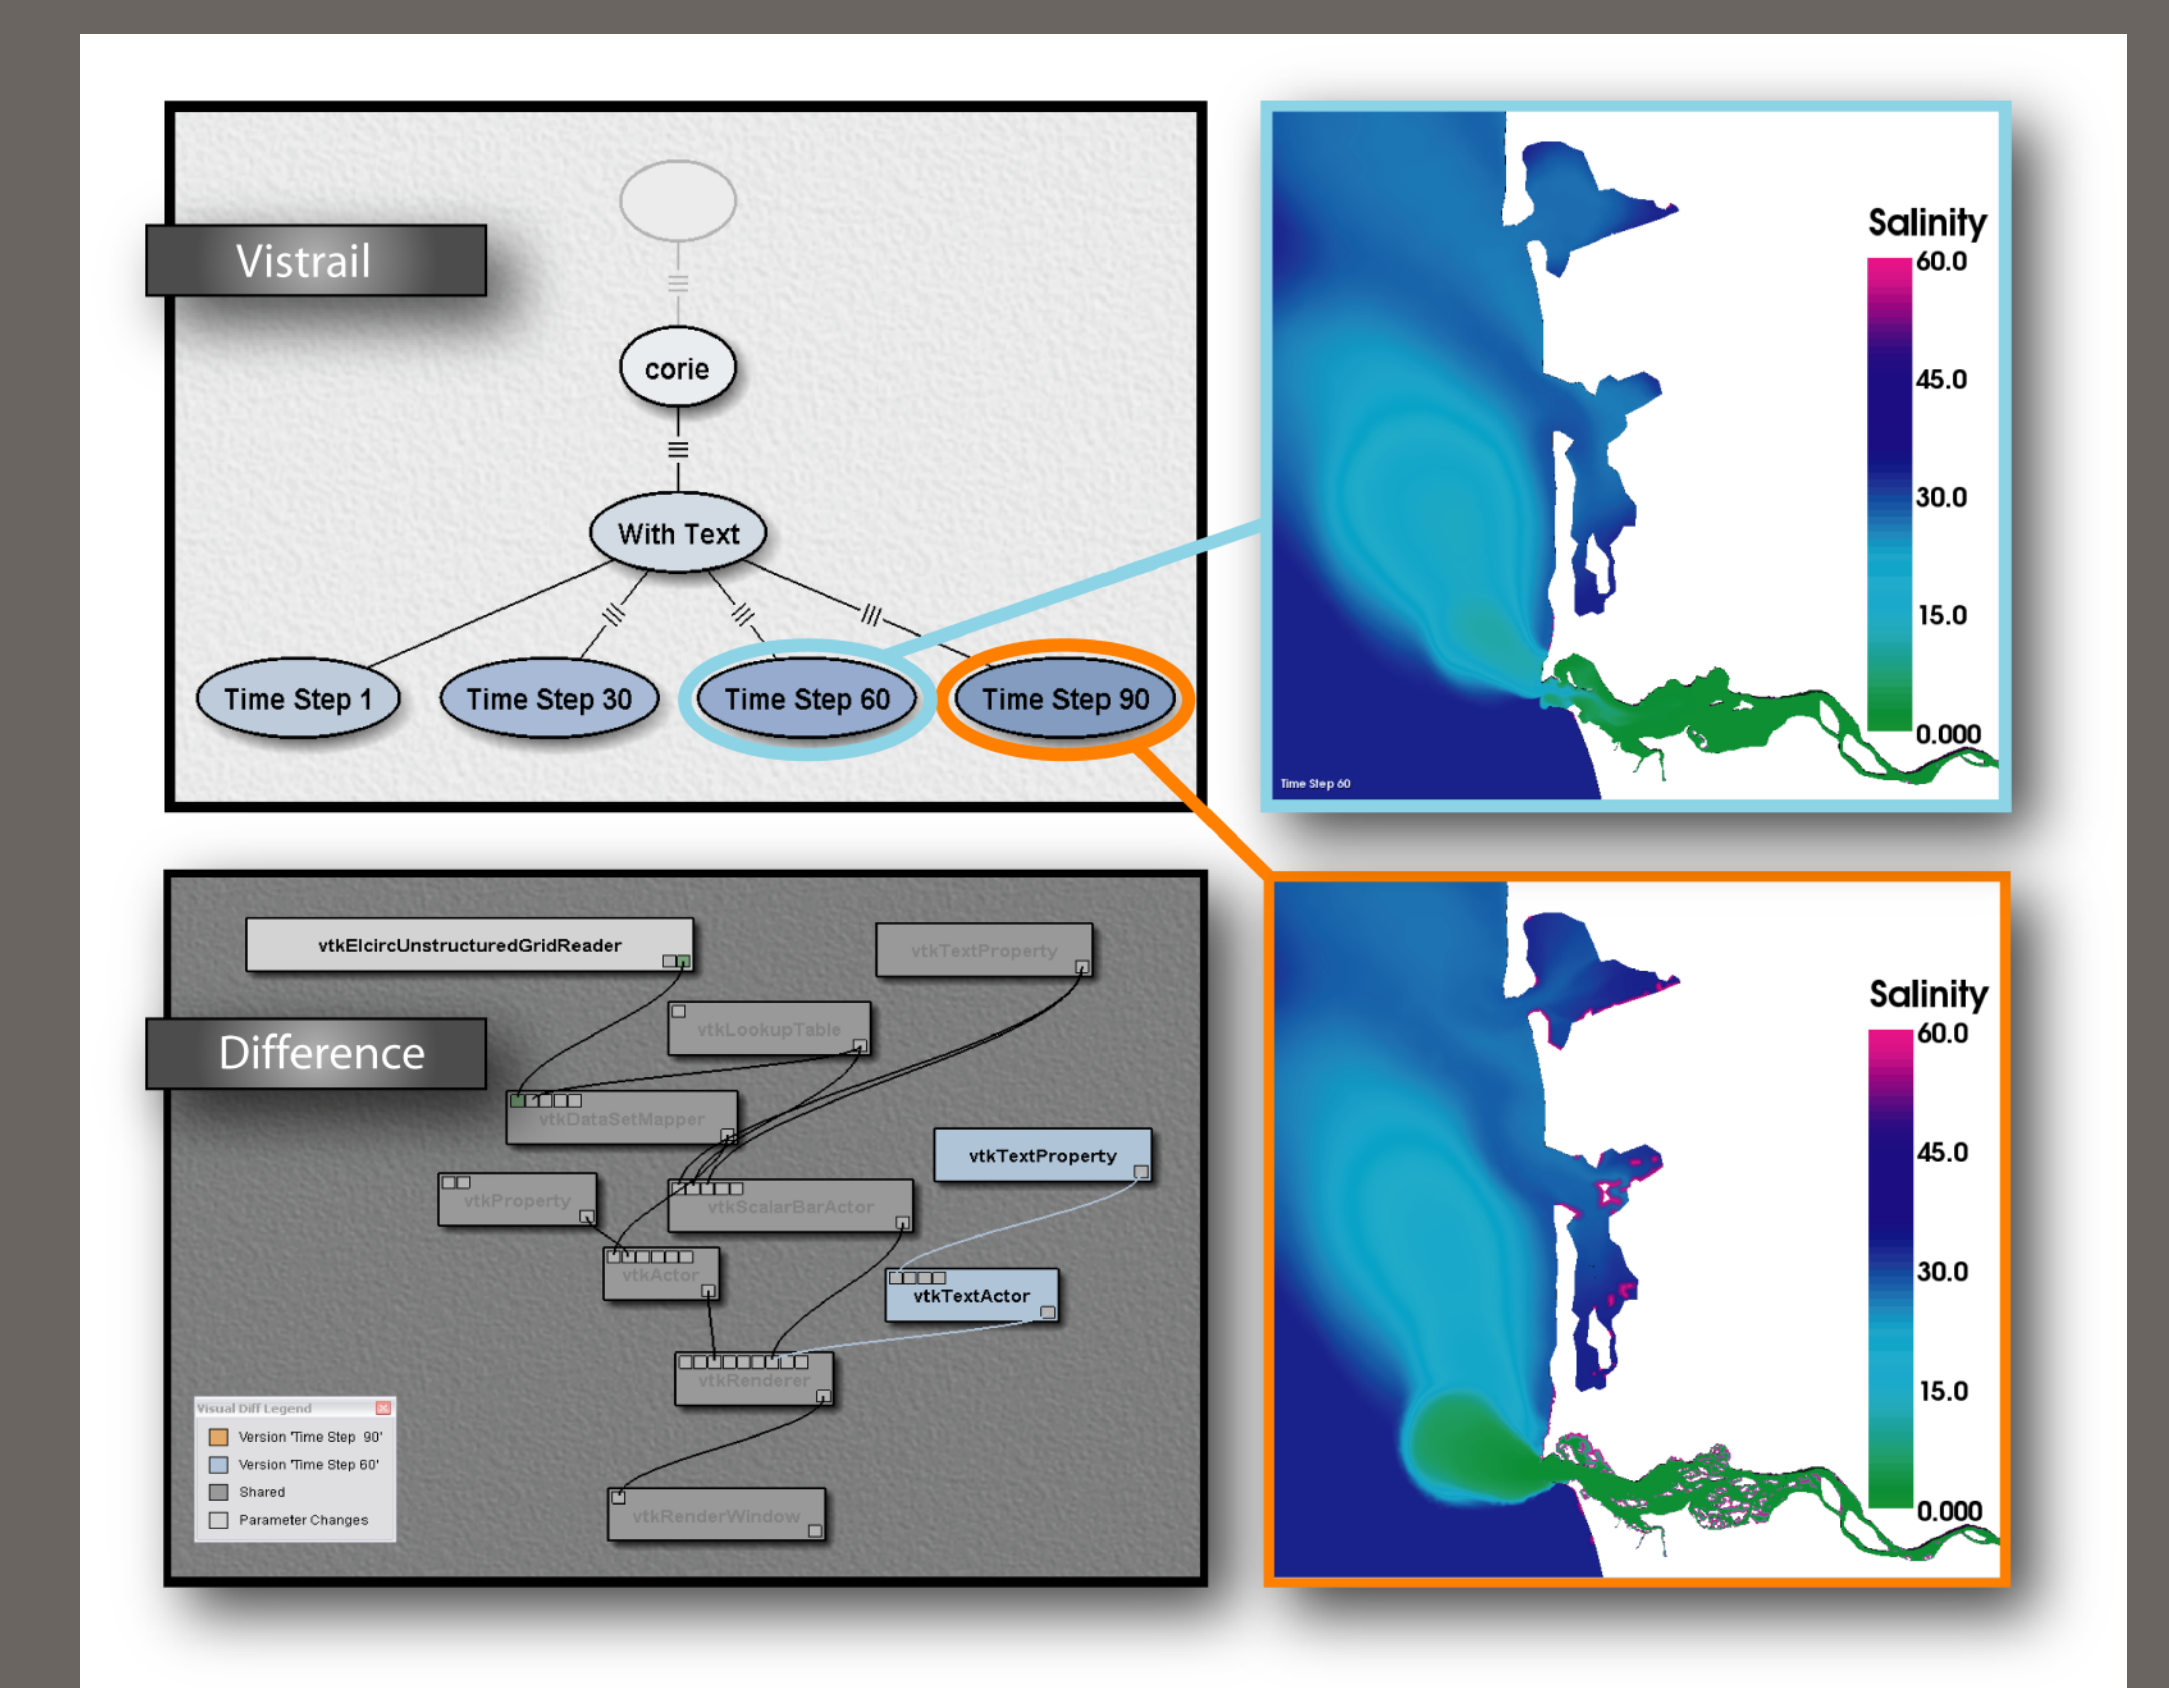 Vistrail
corie
With Text
Time Step 1
Time Step 30
Time Step 60
Time Step 90
Salinity
60.0
45.0
30.0
15.0
0.000
Time Step 60
Difference
vtkElcircUnstructuredGridReader
vtkTextProperty
vtkLookupTable
vtkDataSetMapper
vtkTextProperty
vtkProperty
vtkScalarBarActor
vtkActor
vtkTextActor
vtkRenderer
vtkRenderWindow
Visual Diff Legend
Version 'Time Step 90'
Version 'Time Step 60'
Shared
Parameter Changes
Salinity
60.0
45.0
30.0
15.0
0.000